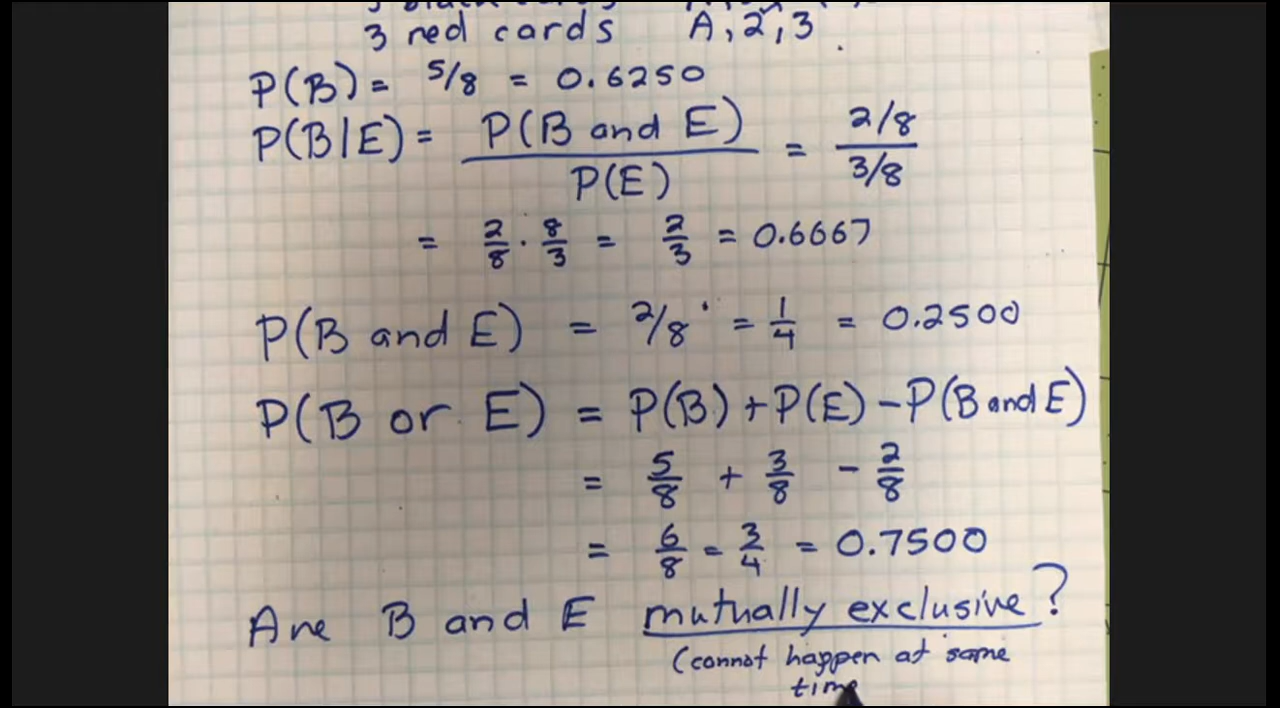 3 red cards A, 2, 3
P(B) = 5/8 = 0.6250
P(B|E) = P(B and E) / P(E) = 2/8 / 3/8
= 2/8 · 8/3 = 2/3 = 0.6667
P(B and E) = 2/8 = 1/4 = 0.2500
P(B or E) = P(B) + P(E) - P(B and E)
= 5/8 + 3/8 - 2/8
= 6/8 = 3/4 = 0.7500
Are B and E mutually exclusive?
(cannot happen at same
time